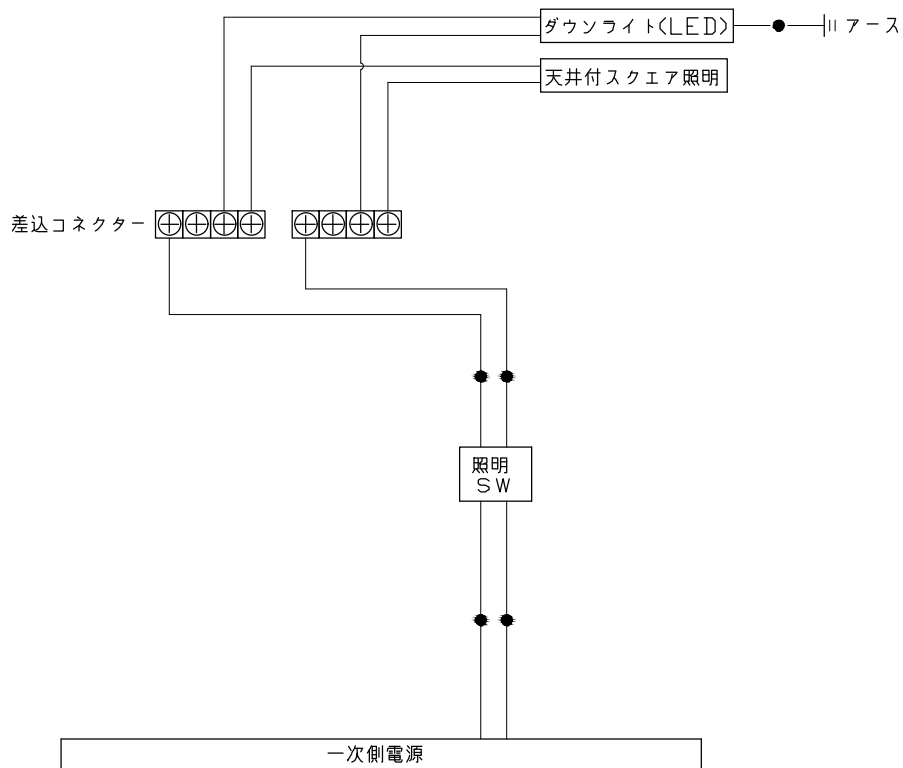 ダウンライト(LED)
アース
天井付スクエア照明
差込コネクター
照明
SW
一次側電源